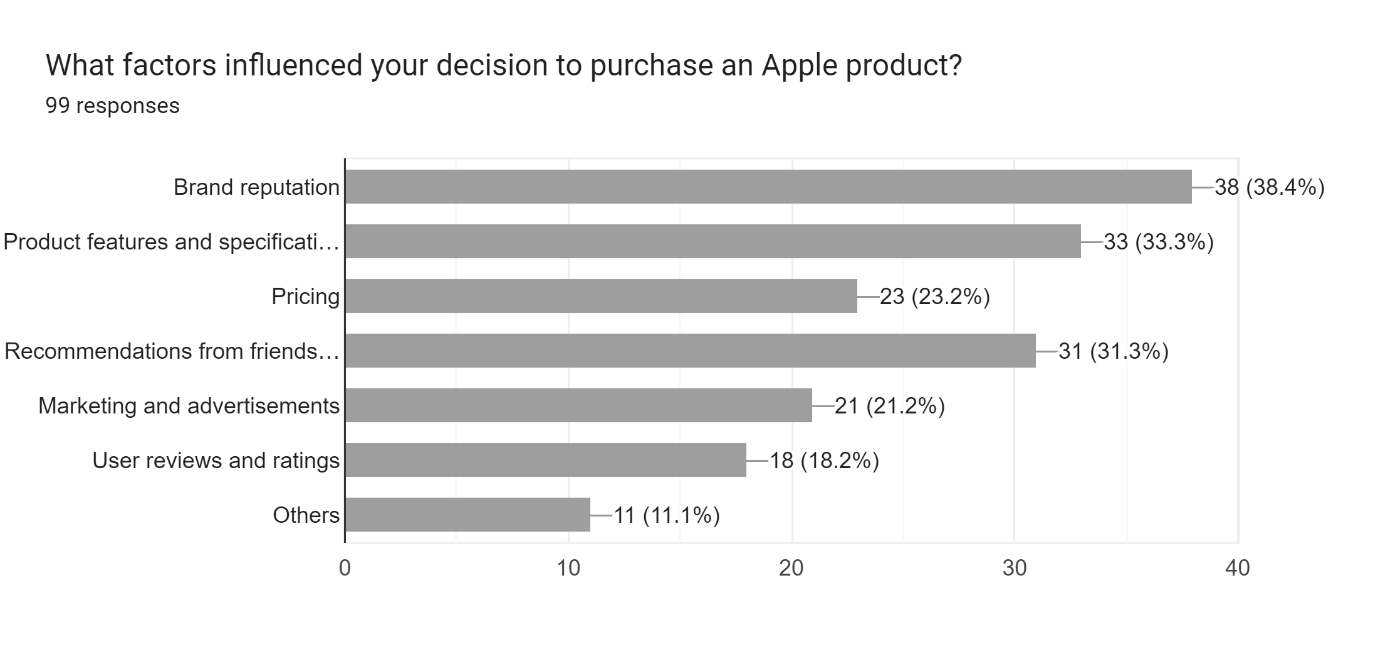 What factors influenced your decision to purchase an Apple product?
99 responses
Brand reputation
38 (38.4%)
Product features and specificati…
33 (33.3%)
Pricing
23 (23.2%)
Recommendations from friends…
31 (31.3%)
Marketing and advertisements
21 (21.2%)
User reviews and ratings
18 (18.2%)
Others
11 (11.1%)
0
10
20
30
40